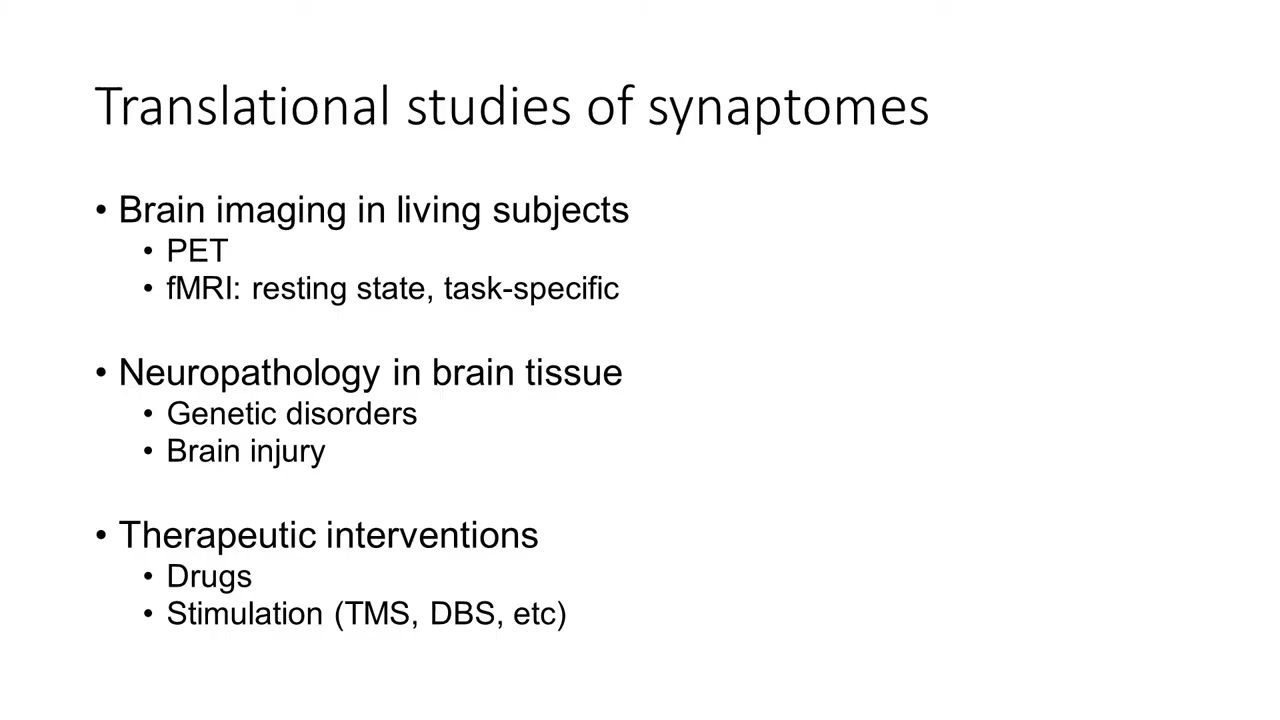 Translational studies of synaptomes
• Brain imaging in living subjects
• PET
• fMRI: resting state, task-specific
• Neuropathology in brain tissue
• Genetic disorders
• Brain injury
• Therapeutic interventions
• Drugs
• Stimulation (TMS, DBS, etc)